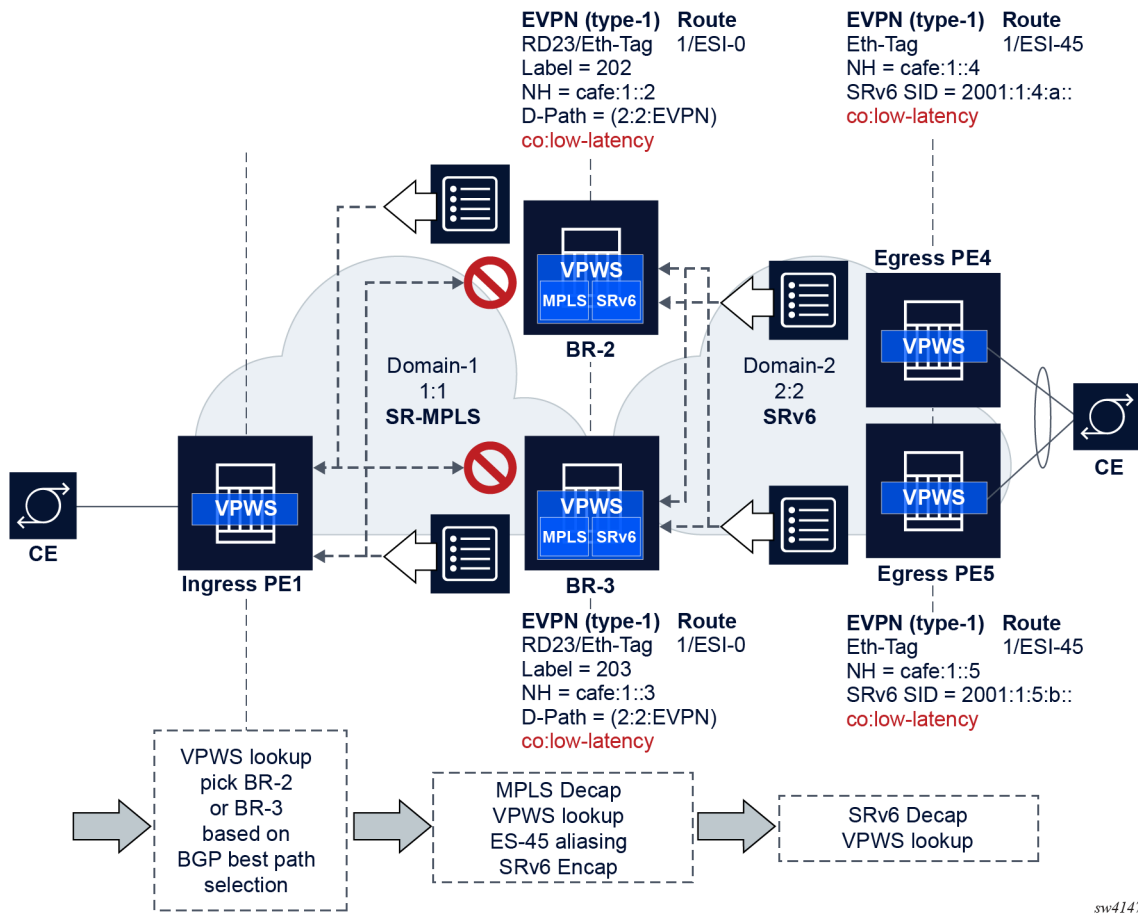 EVPN (type-1) Route
RD23/Eth-Tag 1/ESI-0
Label = 202
NH = cafe:1::2
D-Path = (2:2:EVPN)
co:low-latency
EVPN (type-1) Route
Eth-Tag 1/ESI-45
NH = cafe:1::4
SRv6 SID = 2001:1:4:a::
co:low-latency
VPWS
MPLS SRv6
BR-2
Egress PE4
VPWS
Domain-1
1:1
SR-MPLS
Domain-2
2:2
SRv6
CE
VPWS
CE
Ingress PE1
VPWS
MPLS SRv6
BR-3
VPWS
Egress PE5
EVPN (type-1) Route
RD23/Eth-Tag 1/ESI-0
Label = 203
NH = cafe:1::3
D-Path = (2:2:EVPN)
co:low-latency
EVPN (type-1) Route
Eth-Tag 1/ESI-45
NH = cafe:1::5
SRv6 SID = 2001:1:5:b::
co:low-latency
VPWS lookup
pick BR-2
or BR-3
based on
BGP best path
selection
MPLS Decap
VPWS lookup
ES-45 aliasing
SRv6 Encap
SRv6 Decap
VPWS lookup